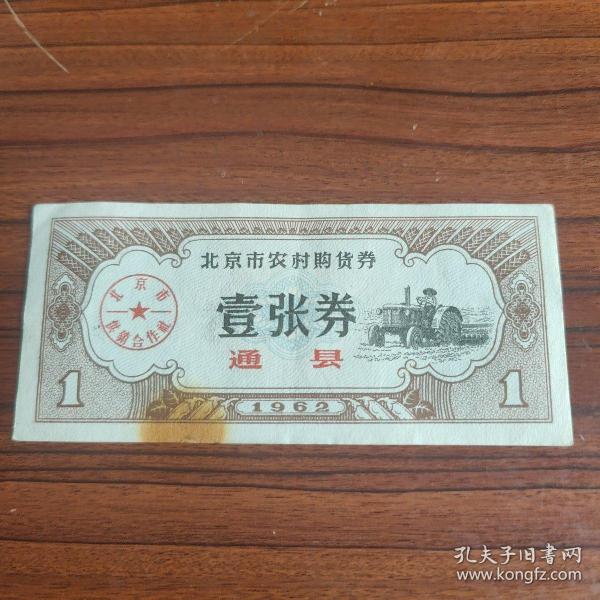 北京市农村购货券
北京市
供销合作社
壹张券
通县
1
1962
1
孔夫子旧书网
www.kongfz.com